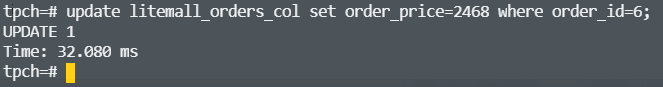 tpch=# update litemall_orders_col set order_price=2468 where order_id=6;
UPDATE 1
Time: 32.080 ms
tpch=#